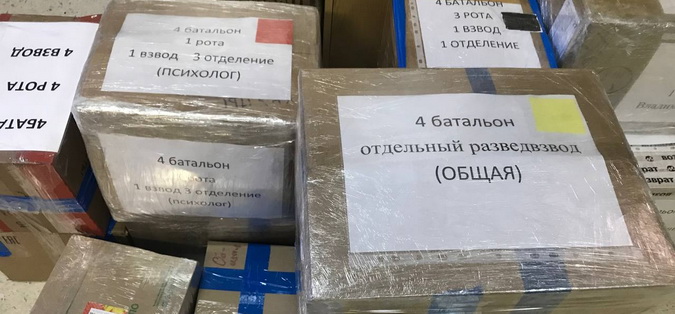 4 ВЗВОД
4 РОТА
4БАТА
4 батальон
1 рота
1 взвод 3 отделение
(ПСИХОЛОГ)
4 батальон
рота
1 взвод 3 отделение
(психолог)
4 БАТАЛЬОН
3 РОТА
1 ВЗВОД
1 ОТДЕЛЕНИЕ
4 батальон
отдельный разведвзвод
(ОБЩАЯ)